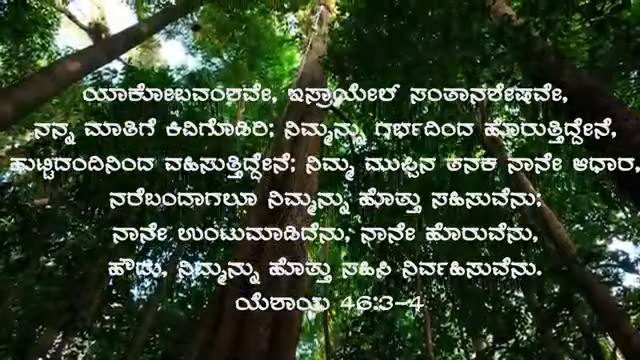 ಯಾಕೋಬವಂಶವೇ, ಇಸ್ರಾಯೇಲ್ ಸಂತಾನಶೇಷವೇ,
ನನ್ನ ಮಾತಿಗೆ ಕಿವಿಗೊಡಿರಿ; ನಿಮ್ಮನ್ನು ಗರ್ಭದಿಂದ ಹೊರುತ್ತಿದ್ದೇನೆ,
ಹುಟ್ಟಿದಂದಿನಿಂದ ವಹಿಸುತ್ತಿದ್ದೇನೆ; ನಿಮ್ಮ ಮುಪ್ಪಿನ ತನಕ ನಾನೇ ಆಧಾರ,
ನರೆಬಂದಾಗಲೂ ನಿಮ್ಮನ್ನು ಹೊತ್ತು ಸಹಿಸುವೆನು;
ನಾನೇ ಉಂಟುಮಾಡಿದೆನು, ನಾನೇ ಹೊರುವೆನು,
ಹೌದು, ನಿಮ್ಮನ್ನು ಹೊತ್ತು ಸಹಿಸಿ ನಿರ್ವಹಿಸುವೆನು.
ಯೆಶಾಯ 46:3-4